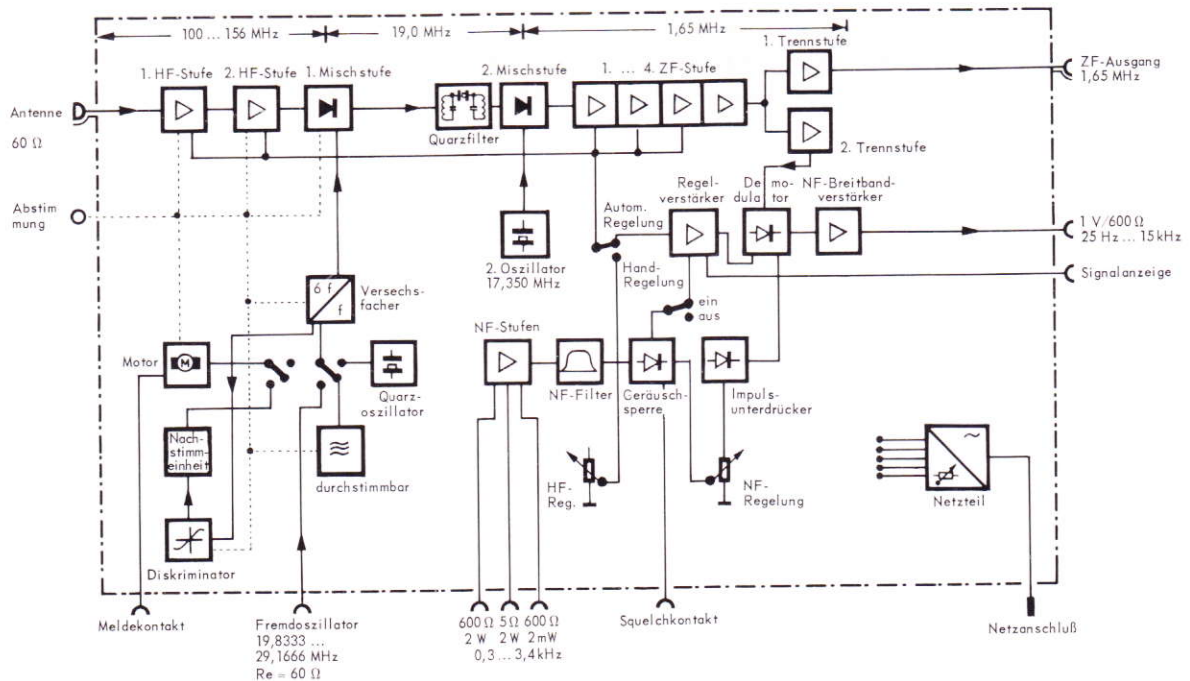 100 ... 156 MHz
19,0 MHz
1,65 MHz
1. HF-Stufe
2. HF-Stufe
1. Mischstufe
2. Mischstufe
1. ... 4. ZF-Stufe
1. Trennstufe
ZF-Ausgang
1,65 MHz
Antenne
60 Ω
Quarzfilter
2. Trennstufe
Abstim
mung
Autom.
Regelung
Regel-
verstärker
De mo-
dula tor
NF-Breitband-
verstärker
1 V/600 Ω
25 Hz ... 15 kHz
Signalanzeige
2. Oszillator
17,350 MHz
Hand-
Regelung
6 f
f
Versechs-
facher
ein
aus
NF-Stufen
Motor
M
Quarz-
oszillator
NF-Filter
Geräusch-
sperre
Impuls-
unterdrücker
Nach-
stimm-
einheit
durchstimmbar
HF-
Reg.
NF-
Regelung
Netzteil
Diskriminator
Meldekontakt
Fremdoszillator
19,8333 ...
29,1666 MHz
Re = 60 Ω
600 Ω
2 W
5 Ω
2 W
600 Ω
2 mW
0,3 ... 3,4 kHz
Squelchkontakt
Netzanschluß